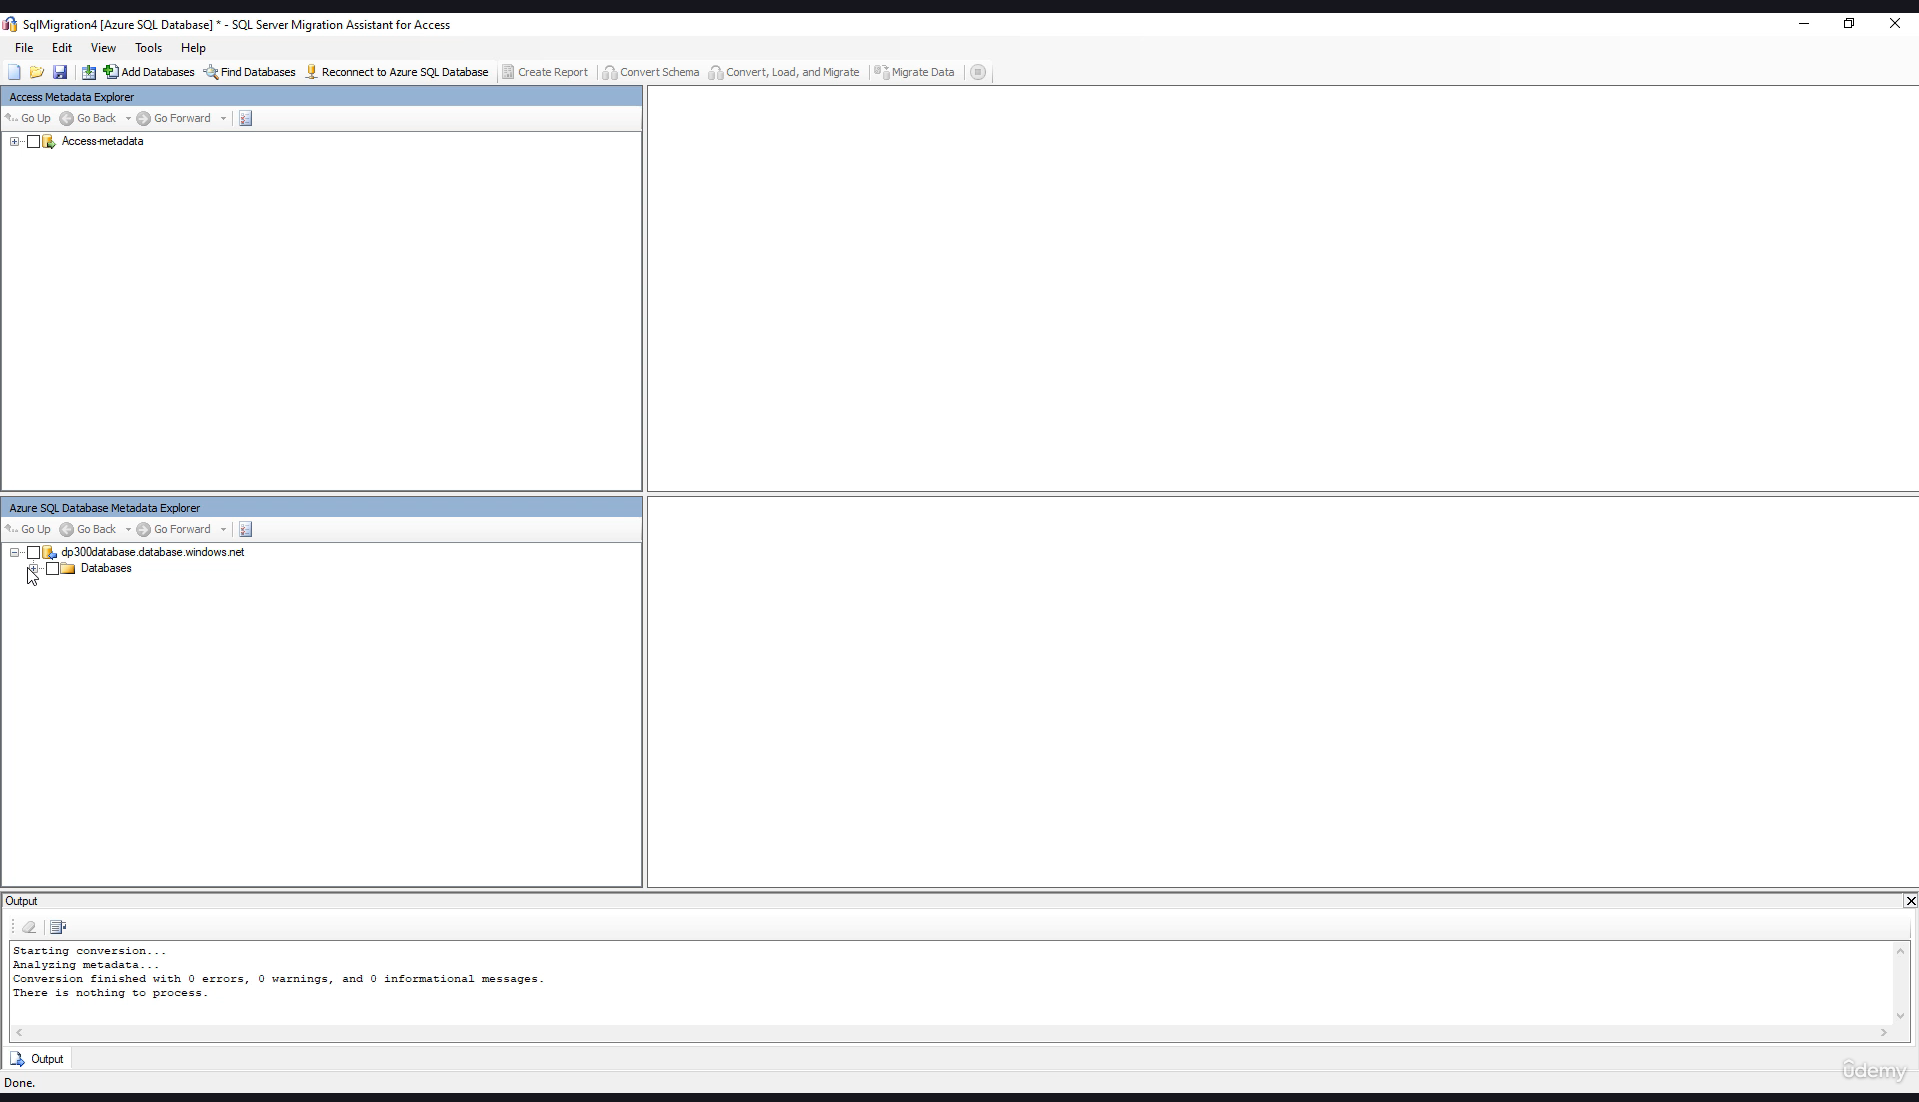 SqlMigration4 [Azure SQL Database] * - SQL Server Migration Assistant for Access
File Edit View Tools Help
Add Databases Find Databases Reconnect to Azure SQL Database Create Report Convert Schema Convert, Load, and Migrate Migrate Data
Access Metadata Explorer
Go Up Go Back Go Forward
Access-metadata
Azure SQL Database Metadata Explorer
Go Up Go Back Go Forward
dp300database.database.windows.net
Databases
Output
Starting conversion...
Analyzing metadata...
Conversion finished with 0 errors, 0 warnings, and 0 informational messages.
There is nothing to process.
Output
Done.
ûdemy